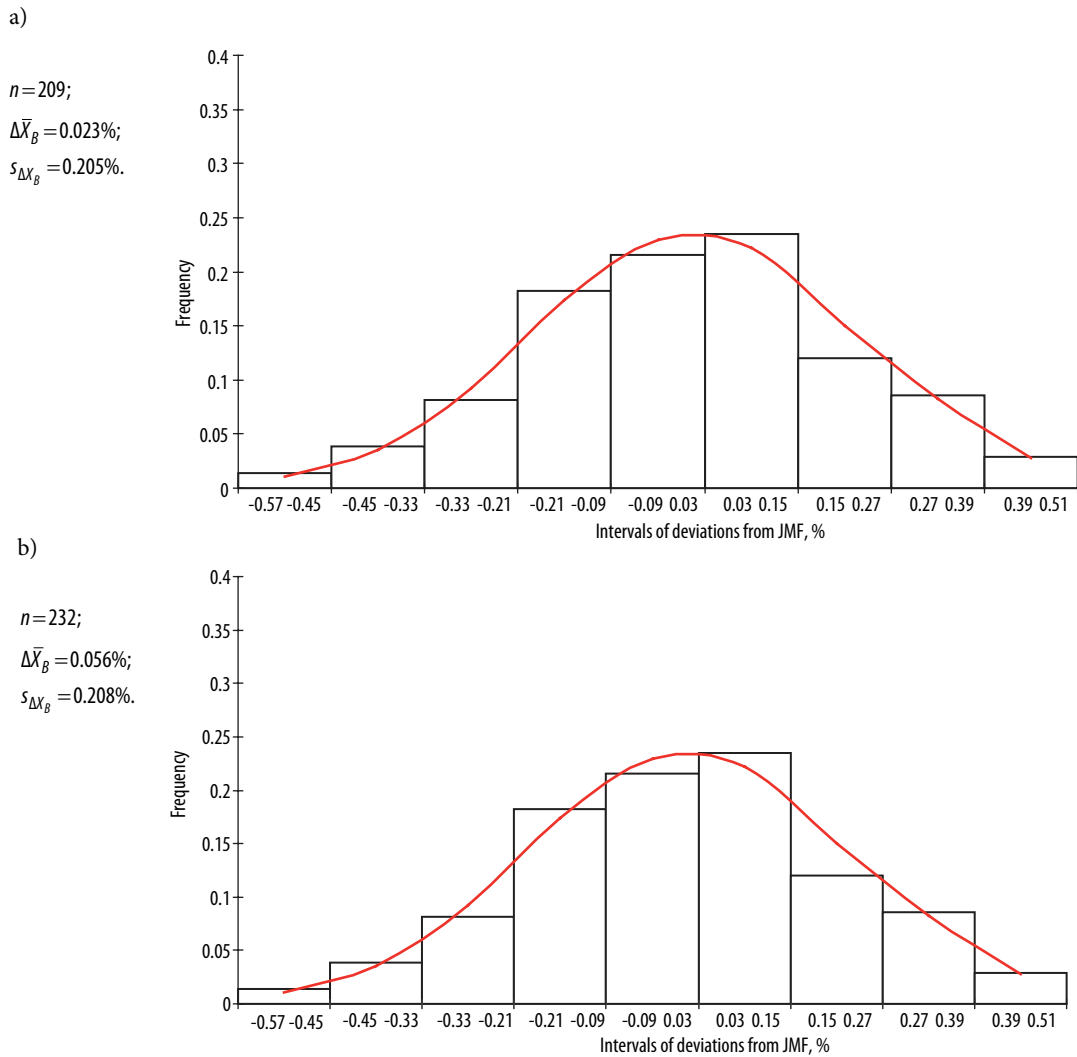 a)
n=209;
ΔX̄_B=0.023%;
s_ΔX_B=0.205%.
Frequency
0.4
0.35
0.3
0.25
0.2
0.15
0.1
0.05
0
-0.57 -0.45 -0.45 -0.33 -0.33 -0.21 -0.21 -0.09 -0.09 0.03 0.03 0.15 0.15 0.27 0.27 0.39 0.39 0.51
Intervals of deviations from JMF, %
b)
n=232;
ΔX̄_B=0.056%;
s_ΔX_B=0.208%.
Frequency
0.4
0.35
0.3
0.25
0.2
0.15
0.1
0.05
0
-0.57 -0.45 -0.45 -0.33 -0.33 -0.21 -0.21 -0.09 -0.09 0.03 0.03 0.15 0.15 0.27 0.27 0.39 0.39 0.51
Intervals of deviations from JMF, %